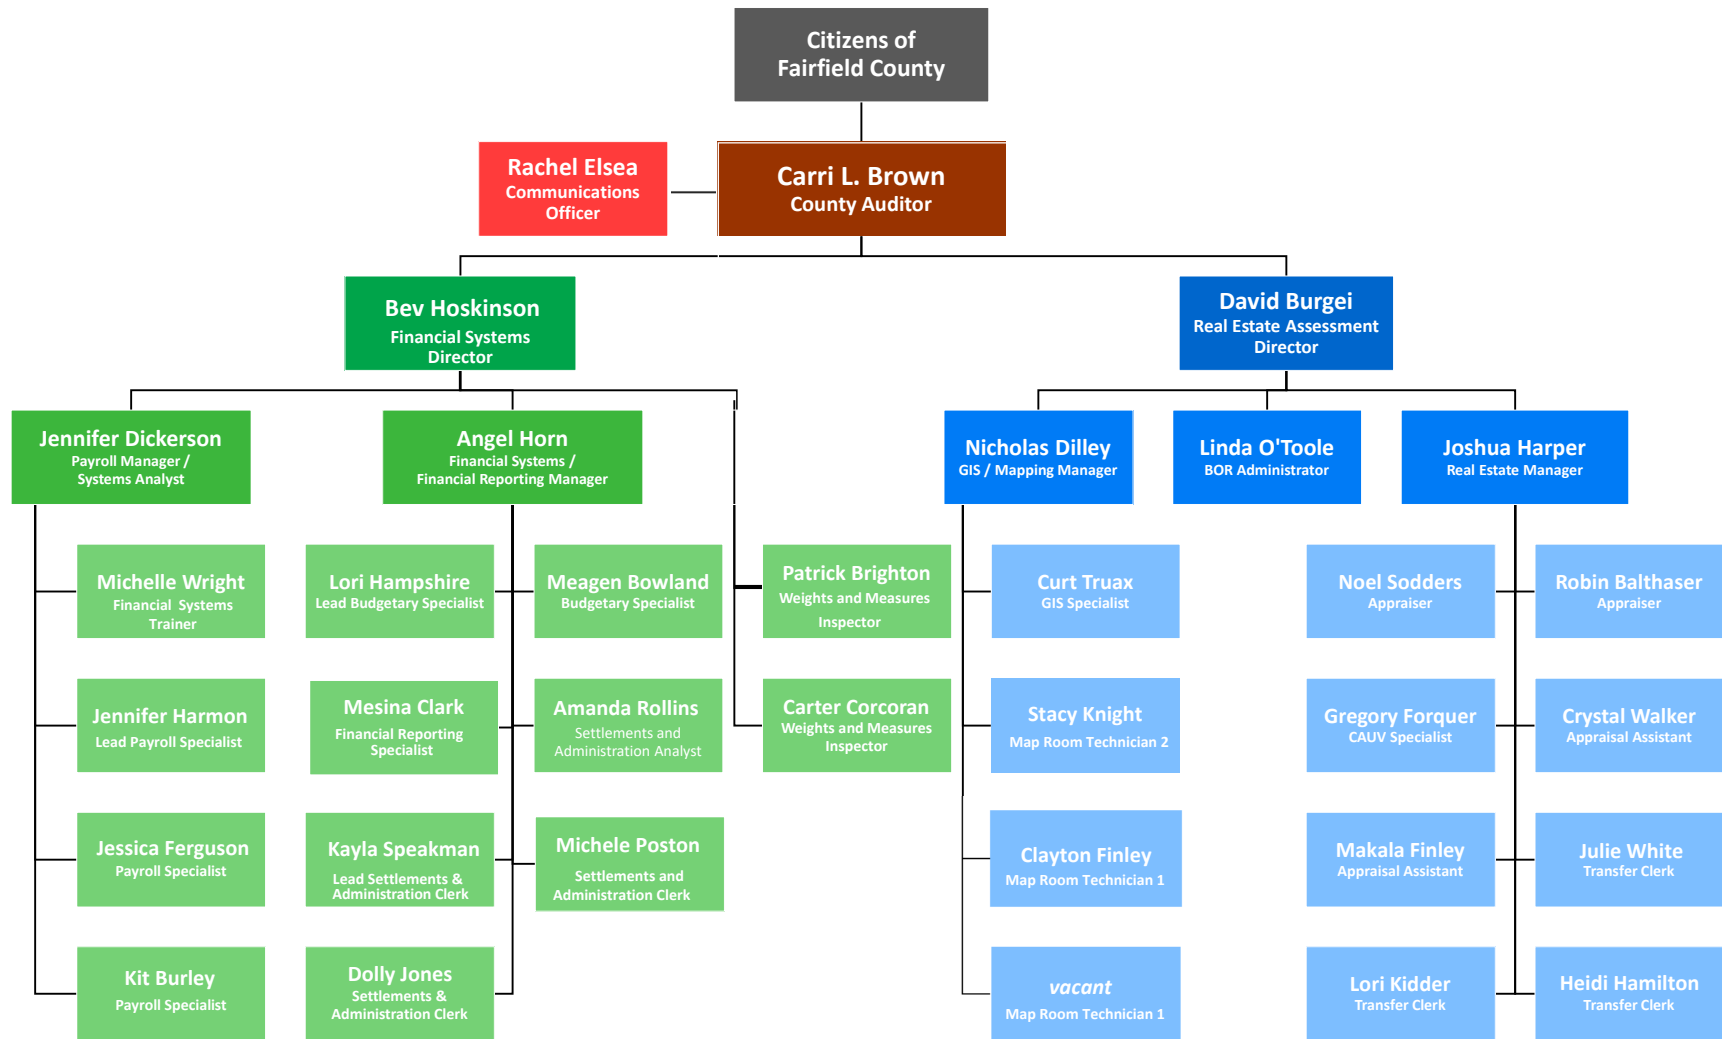 Citizens of
Fairfield County
Rachel Elsea
Communications
Officer
Carri L. Brown
County Auditor
Bev Hoskinson
Financial Systems
Director
David Burgei
Real Estate Assessment
Director
Jennifer Dickerson
Payroll Manager /
Systems Analyst
Angel Horn
Financial Systems /
Financial Reporting Manager
Nicholas Dilley
GIS / Mapping Manager
Linda O'Toole
BOR Administrator
Joshua Harper
Real Estate Manager
Michelle Wright
Financial Systems
Trainer
Lori Hampshire
Lead Budgetary Specialist
Meagen Bowland
Budgetary Specialist
Patrick Brighton
Weights and Measures
Inspector
Curt Truax
GIS Specialist
Noel Sodders
Appraiser
Robin Balthaser
Appraiser
Jennifer Harmon
Lead Payroll Specialist
Mesina Clark
Financial Reporting
Specialist
Amanda Rollins
Settlements and
Administration Analyst
Carter Corcoran
Weights and Measures
Inspector
Stacy Knight
Map Room Technician 2
Gregory Forquer
CAUV Specialist
Crystal Walker
Appraisal Assistant
Jessica Ferguson
Payroll Specialist
Kayla Speakman
Lead Settlements &
Administration Clerk
Michele Poston
Settlements and
Administration Clerk
Clayton Finley
Map Room Technician 1
Makala Finley
Appraisal Assistant
Julie White
Transfer Clerk
Kit Burley
Payroll Specialist
Dolly Jones
Settlements &
Administration Clerk
vacant
Map Room Technician 1
Lori Kidder
Transfer Clerk
Heidi Hamilton
Transfer Clerk